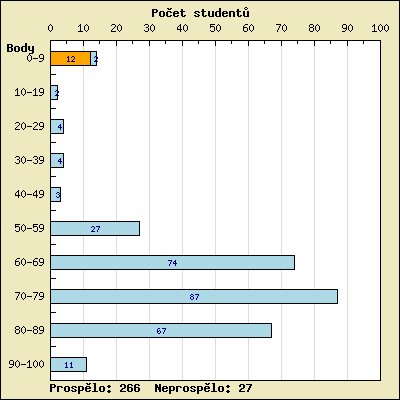 Počet studentů
0 10 20 30 40 50 60 70 80 90 100
Body
0-9 12 2
10-19 2
20-29 4
30-39 4
40-49 3
50-59 27
60-69 74
70-79 87
80-89 67
90-100 11
Prospělo: 266 Neprospělo: 27